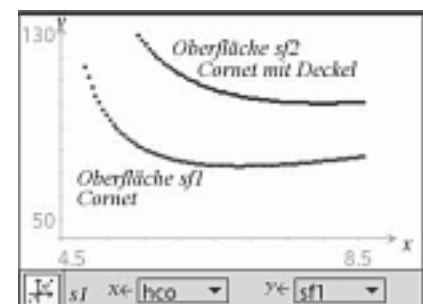 y
130
Oberfläche sf2
Cornet mit Deckel
Oberfläche sf1
Cornet
50
4.5
8.5
x
s1 x← hco y← sf1